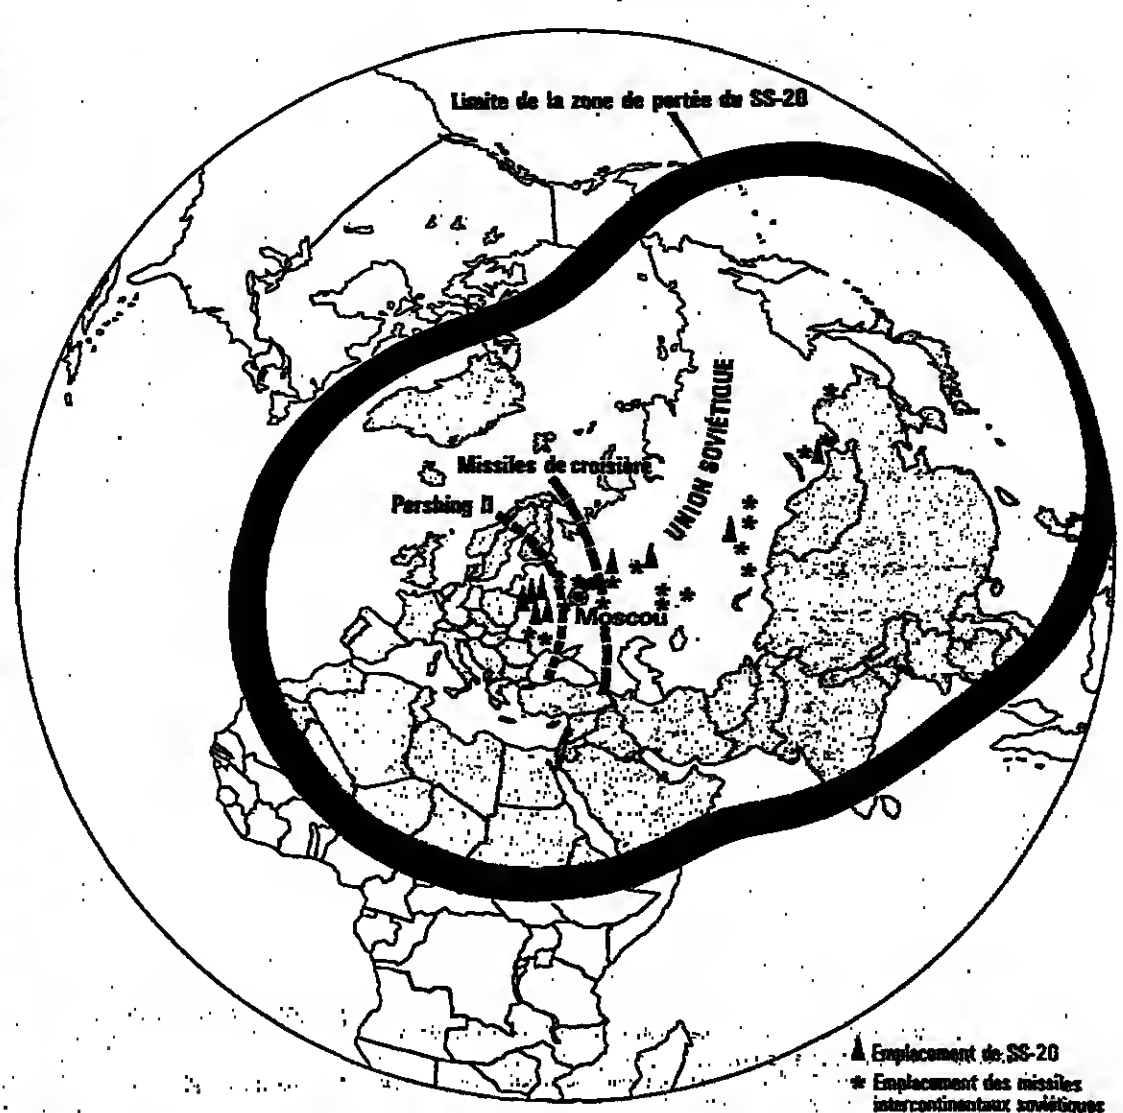 Limite de la zone de portée du SS-20
UNION SOVIÉTIQUE
Missiles de croisière
Pershing II
Moscou
Emplacement de SS-20
Emplacement des missiles
intercontinentaux soviétiques